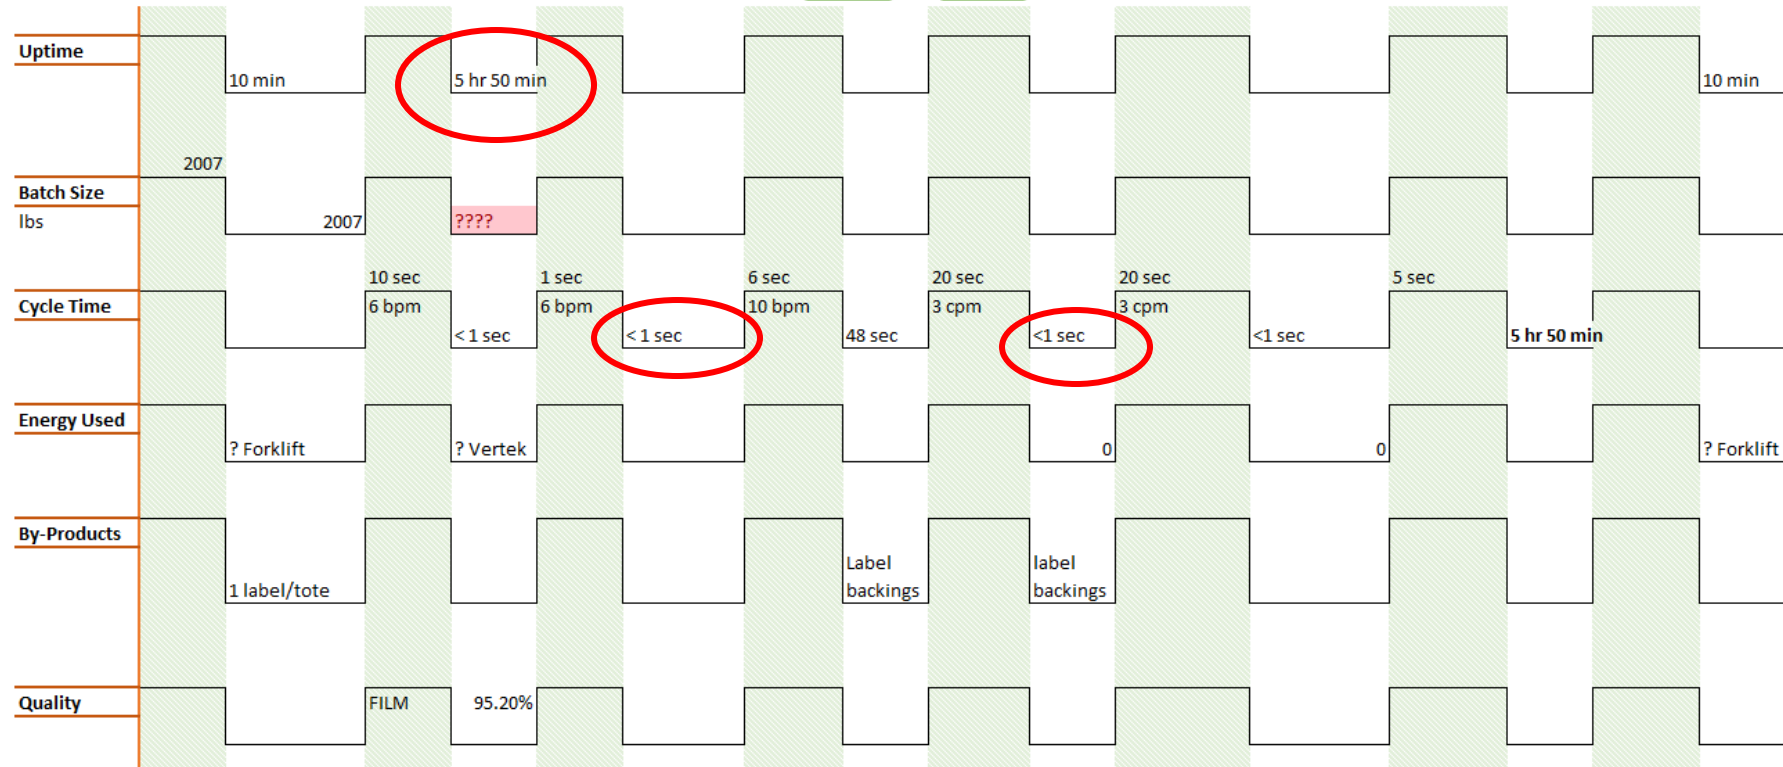 Uptime
10 min
5 hr 50 min
10 min
2007
Batch Size
lbs
2007
????
10 sec
1 sec
6 sec
20 sec
20 sec
5 sec
Cycle Time
6 bpm
6 bpm
10 bpm
3 cpm
3 cpm
< 1 sec
< 1 sec
48 sec
<1 sec
<1 sec
5 hr 50 min
Energy Used
? Forklift
? Vertek
0
0
? Forklift
By-Products
1 label/tote
Label
backings
label
backings
Quality
FILM
95.20%